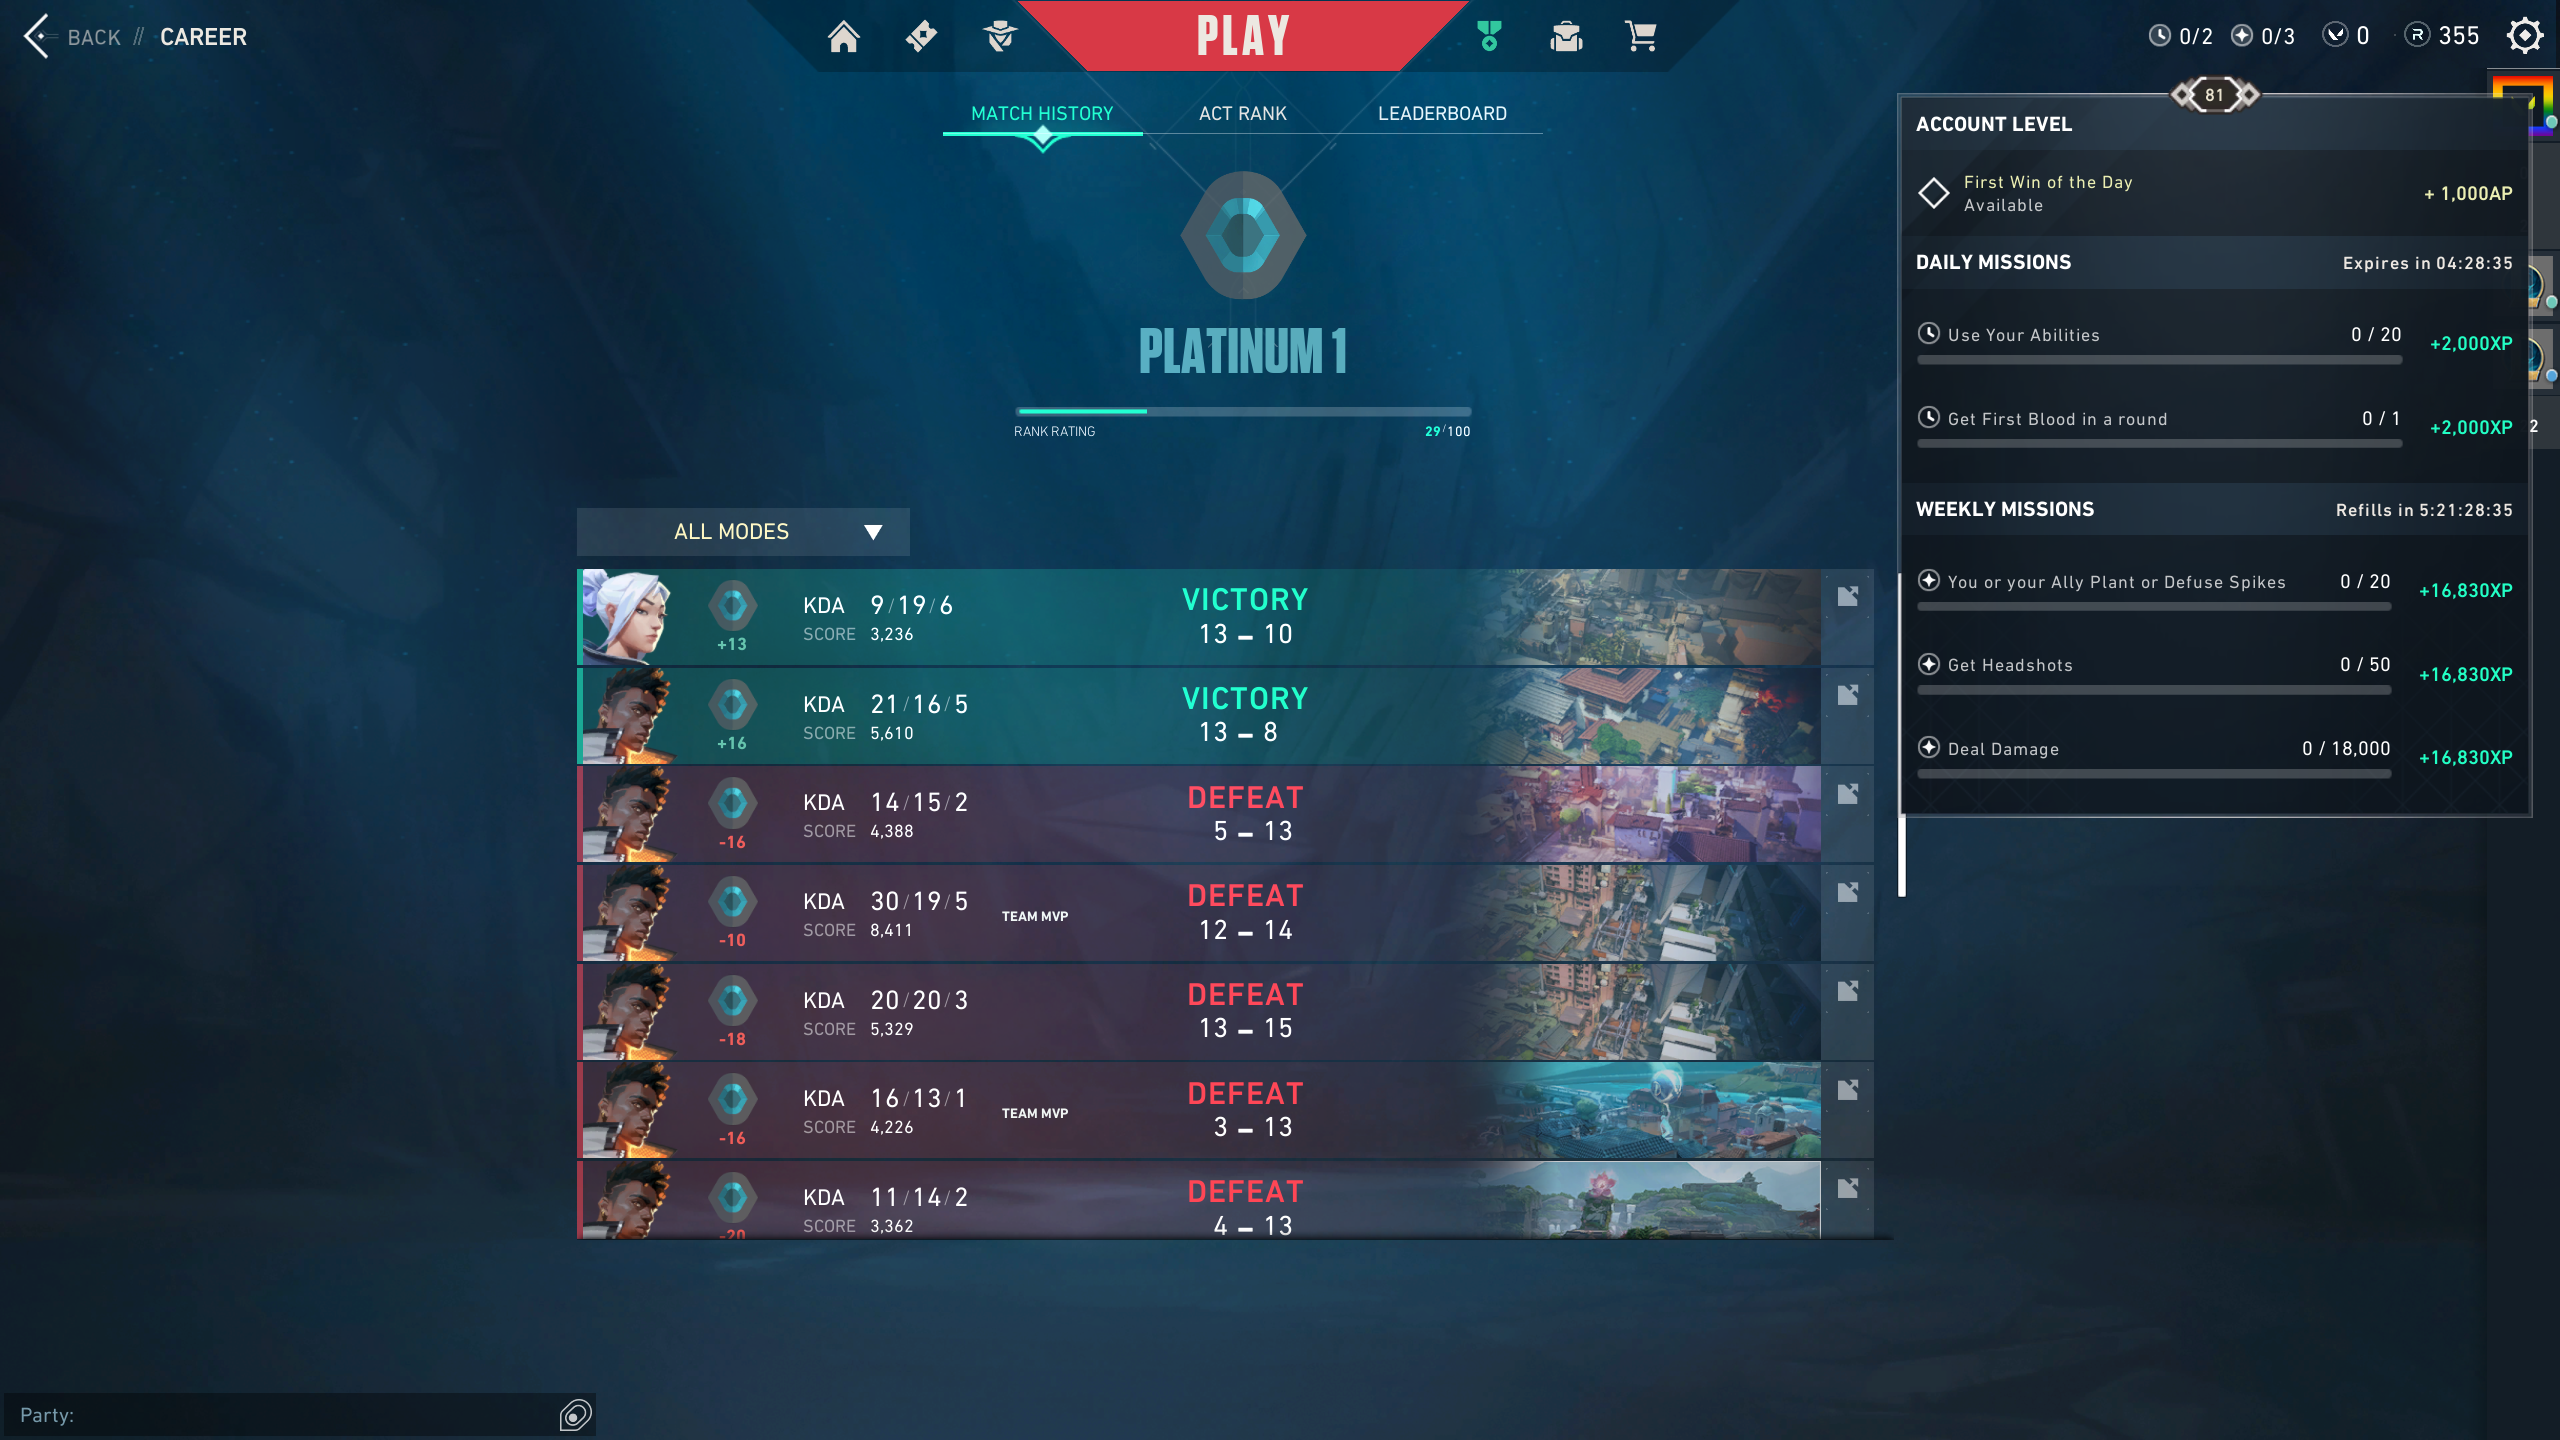 BACK // CAREER
PLAY
0/2 0/3 0 R 355
MATCH HISTORY ACT RANK LEADERBOARD
PLATINUM 1
RANK RATING 29/100
81
ACCOUNT LEVEL
First Win of the Day
Available
+ 1,000AP
DAILY MISSIONS Expires in 04:28:35
Use Your Abilities 0 / 20 +2,000XP
Get First Blood in a round 0 / 1 +2,000XP
2
WEEKLY MISSIONS Refills in 5:21:28:35
You or your Ally Plant or Defuse Spikes 0 / 20 +16,830XP
Get Headshots 0 / 50 +16,830XP
Deal Damage 0 / 18,000 +16,830XP
ALL MODES
KDA 9/19/6 VICTORY
+13 SCORE 3,236 13 – 10
KDA 21/16/5 VICTORY
+16 SCORE 5,610 13 – 8
KDA 14/15/2 DEFEAT
-16 SCORE 4,388 5 – 13
KDA 30/19/5 TEAM MVP DEFEAT
-10 SCORE 8,411 12 – 14
KDA 20/20/3 DEFEAT
-18 SCORE 5,329 13 – 15
KDA 16/13/1 TEAM MVP DEFEAT
-16 SCORE 4,226 3 – 13
KDA 11/14/2 DEFEAT
-20 SCORE 3,362 4 – 13
Party: